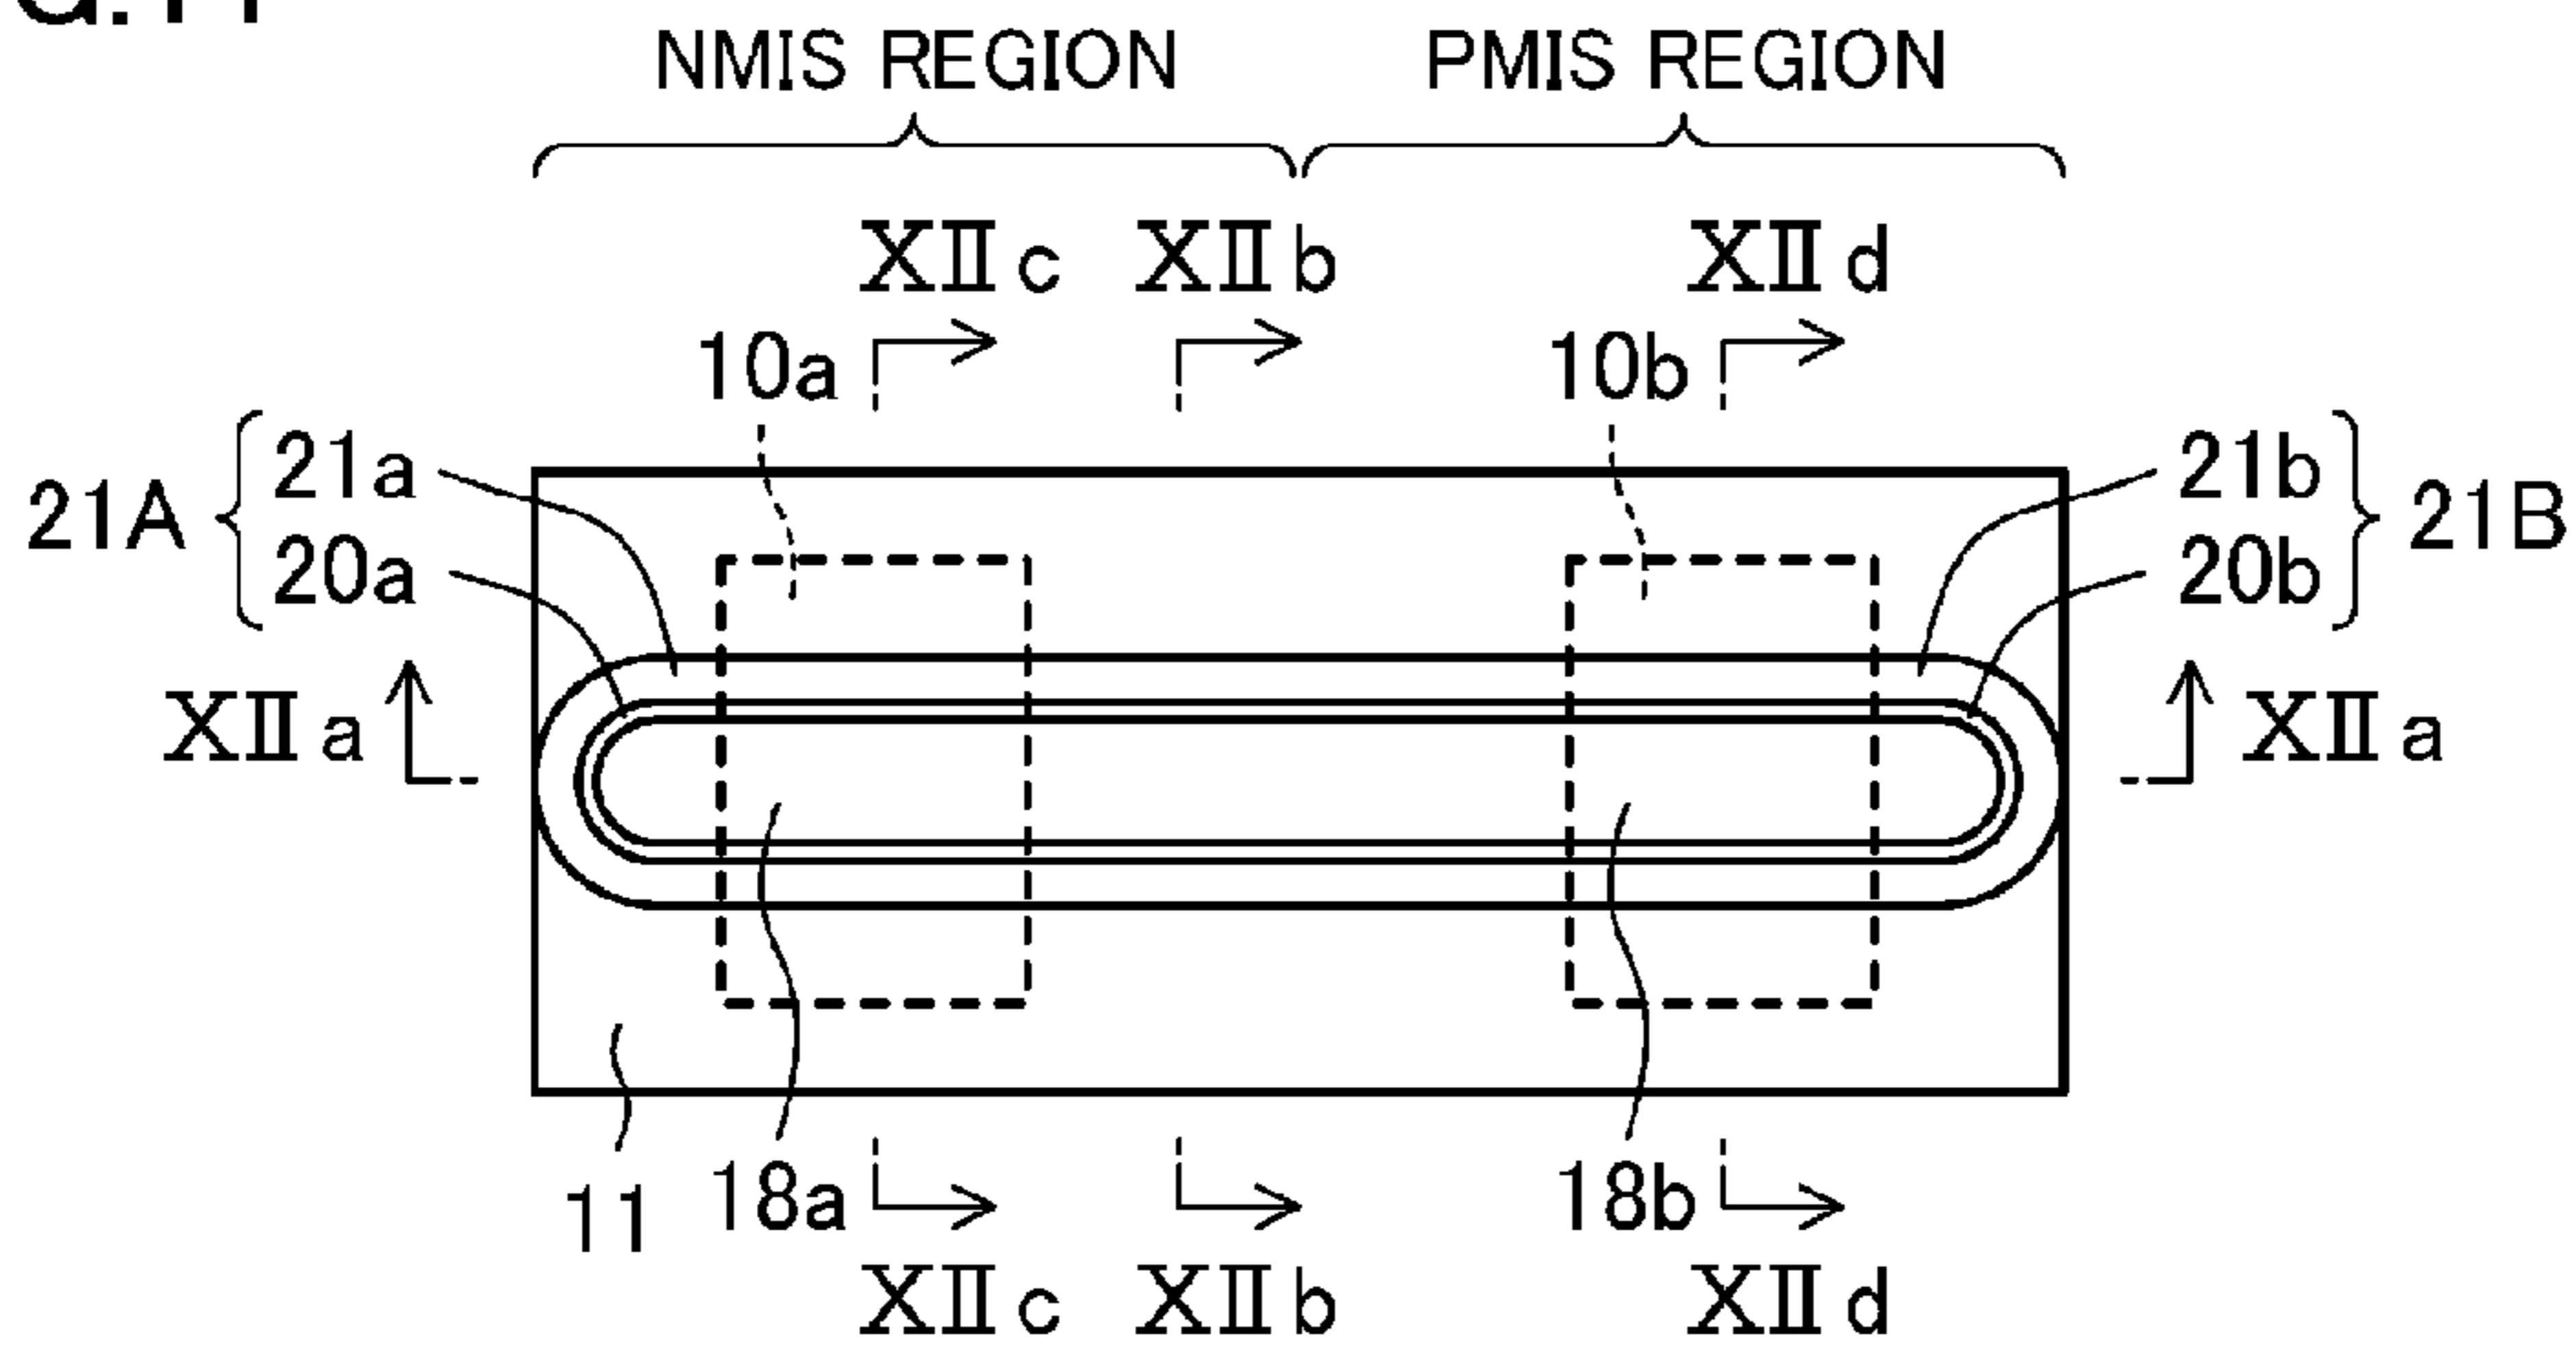 G.11
NMIS REGION PMIS REGION
XIIc XIIb XIId
10a 10b
21A { 21a 21b } 21B
20a 20b
XIIa XIIa
11 18a 18b
XIIc XIIb XIId